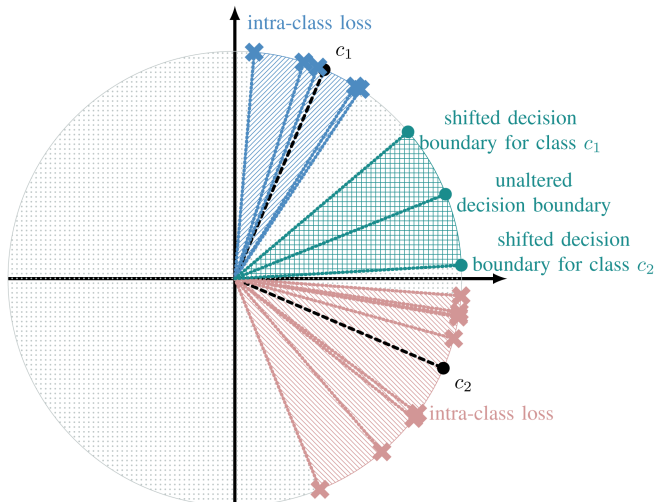 intra-class loss
c₁
shifted decision
boundary for class c₁
unaltered
decision boundary
shifted decision
boundary for class c₂
c₂
intra-class loss